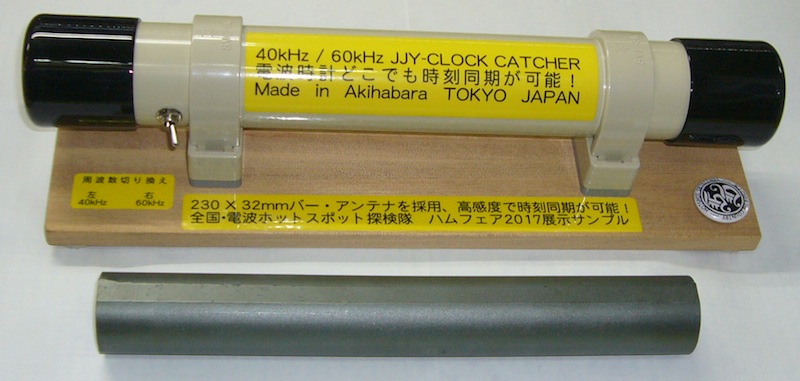 40kHz / 60kHz JJY-CLOCK CATCHER
電波時計どこでも時刻同期が可能！
Made in Akihabara TOKYO JAPAN
周波数切り換え
左 右
40kHz 60kHz
230 X 32mmバー・アンテナを採用、高感度で時刻同期が可能！
全国・電波ホットスポット探検隊 ハムフェア2017展示サンプル